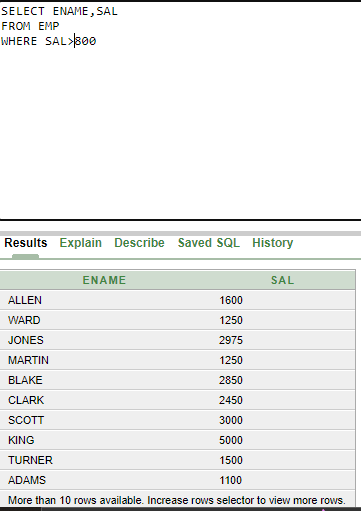 SELECT ENAME,SAL
FROM EMP
WHERE SAL>800
Results Explain Describe Saved SQL History
ENAME SAL
ALLEN 1600
WARD 1250
JONES 2975
MARTIN 1250
BLAKE 2850
CLARK 2450
SCOTT 3000
KING 5000
TURNER 1500
ADAMS 1100
More than 10 rows available. Increase rows selector to view more rows.